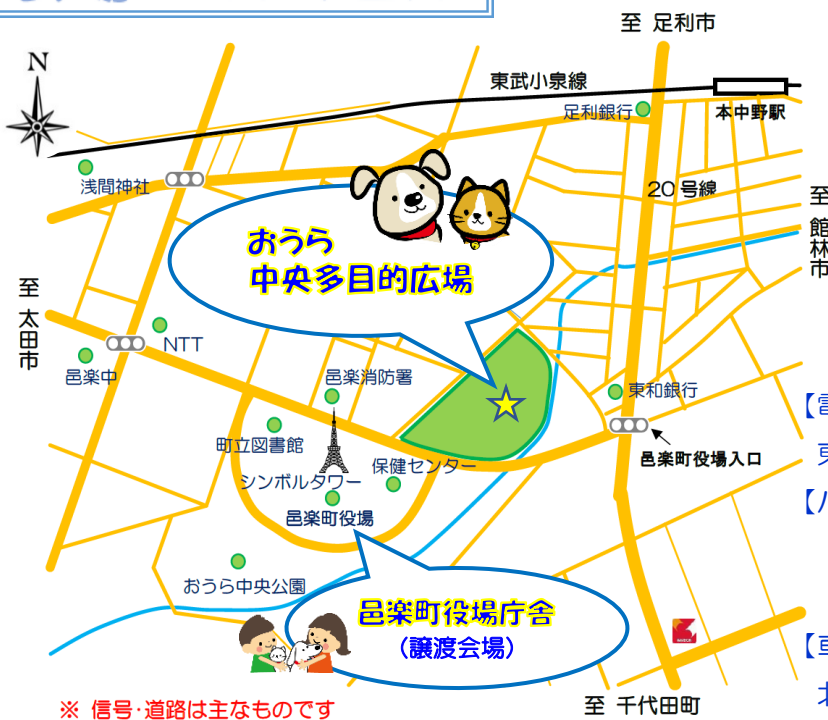 至 足利市
N
東武小泉線
足利銀行
本中野駅
浅間神社
20号線
至 館林市
おうら
中央多目的広場
至 太田市
NTT
邑楽中
邑楽消防署
東和銀行
【電
町立図書館
保健センター
邑楽町役場入口
シンボルタワー
邑楽町役場
【バ
おうら中央公園
邑楽町役場庁舎
(譲渡会場)
【車
北
至 千代田町
※ 信号・道路は主なものです